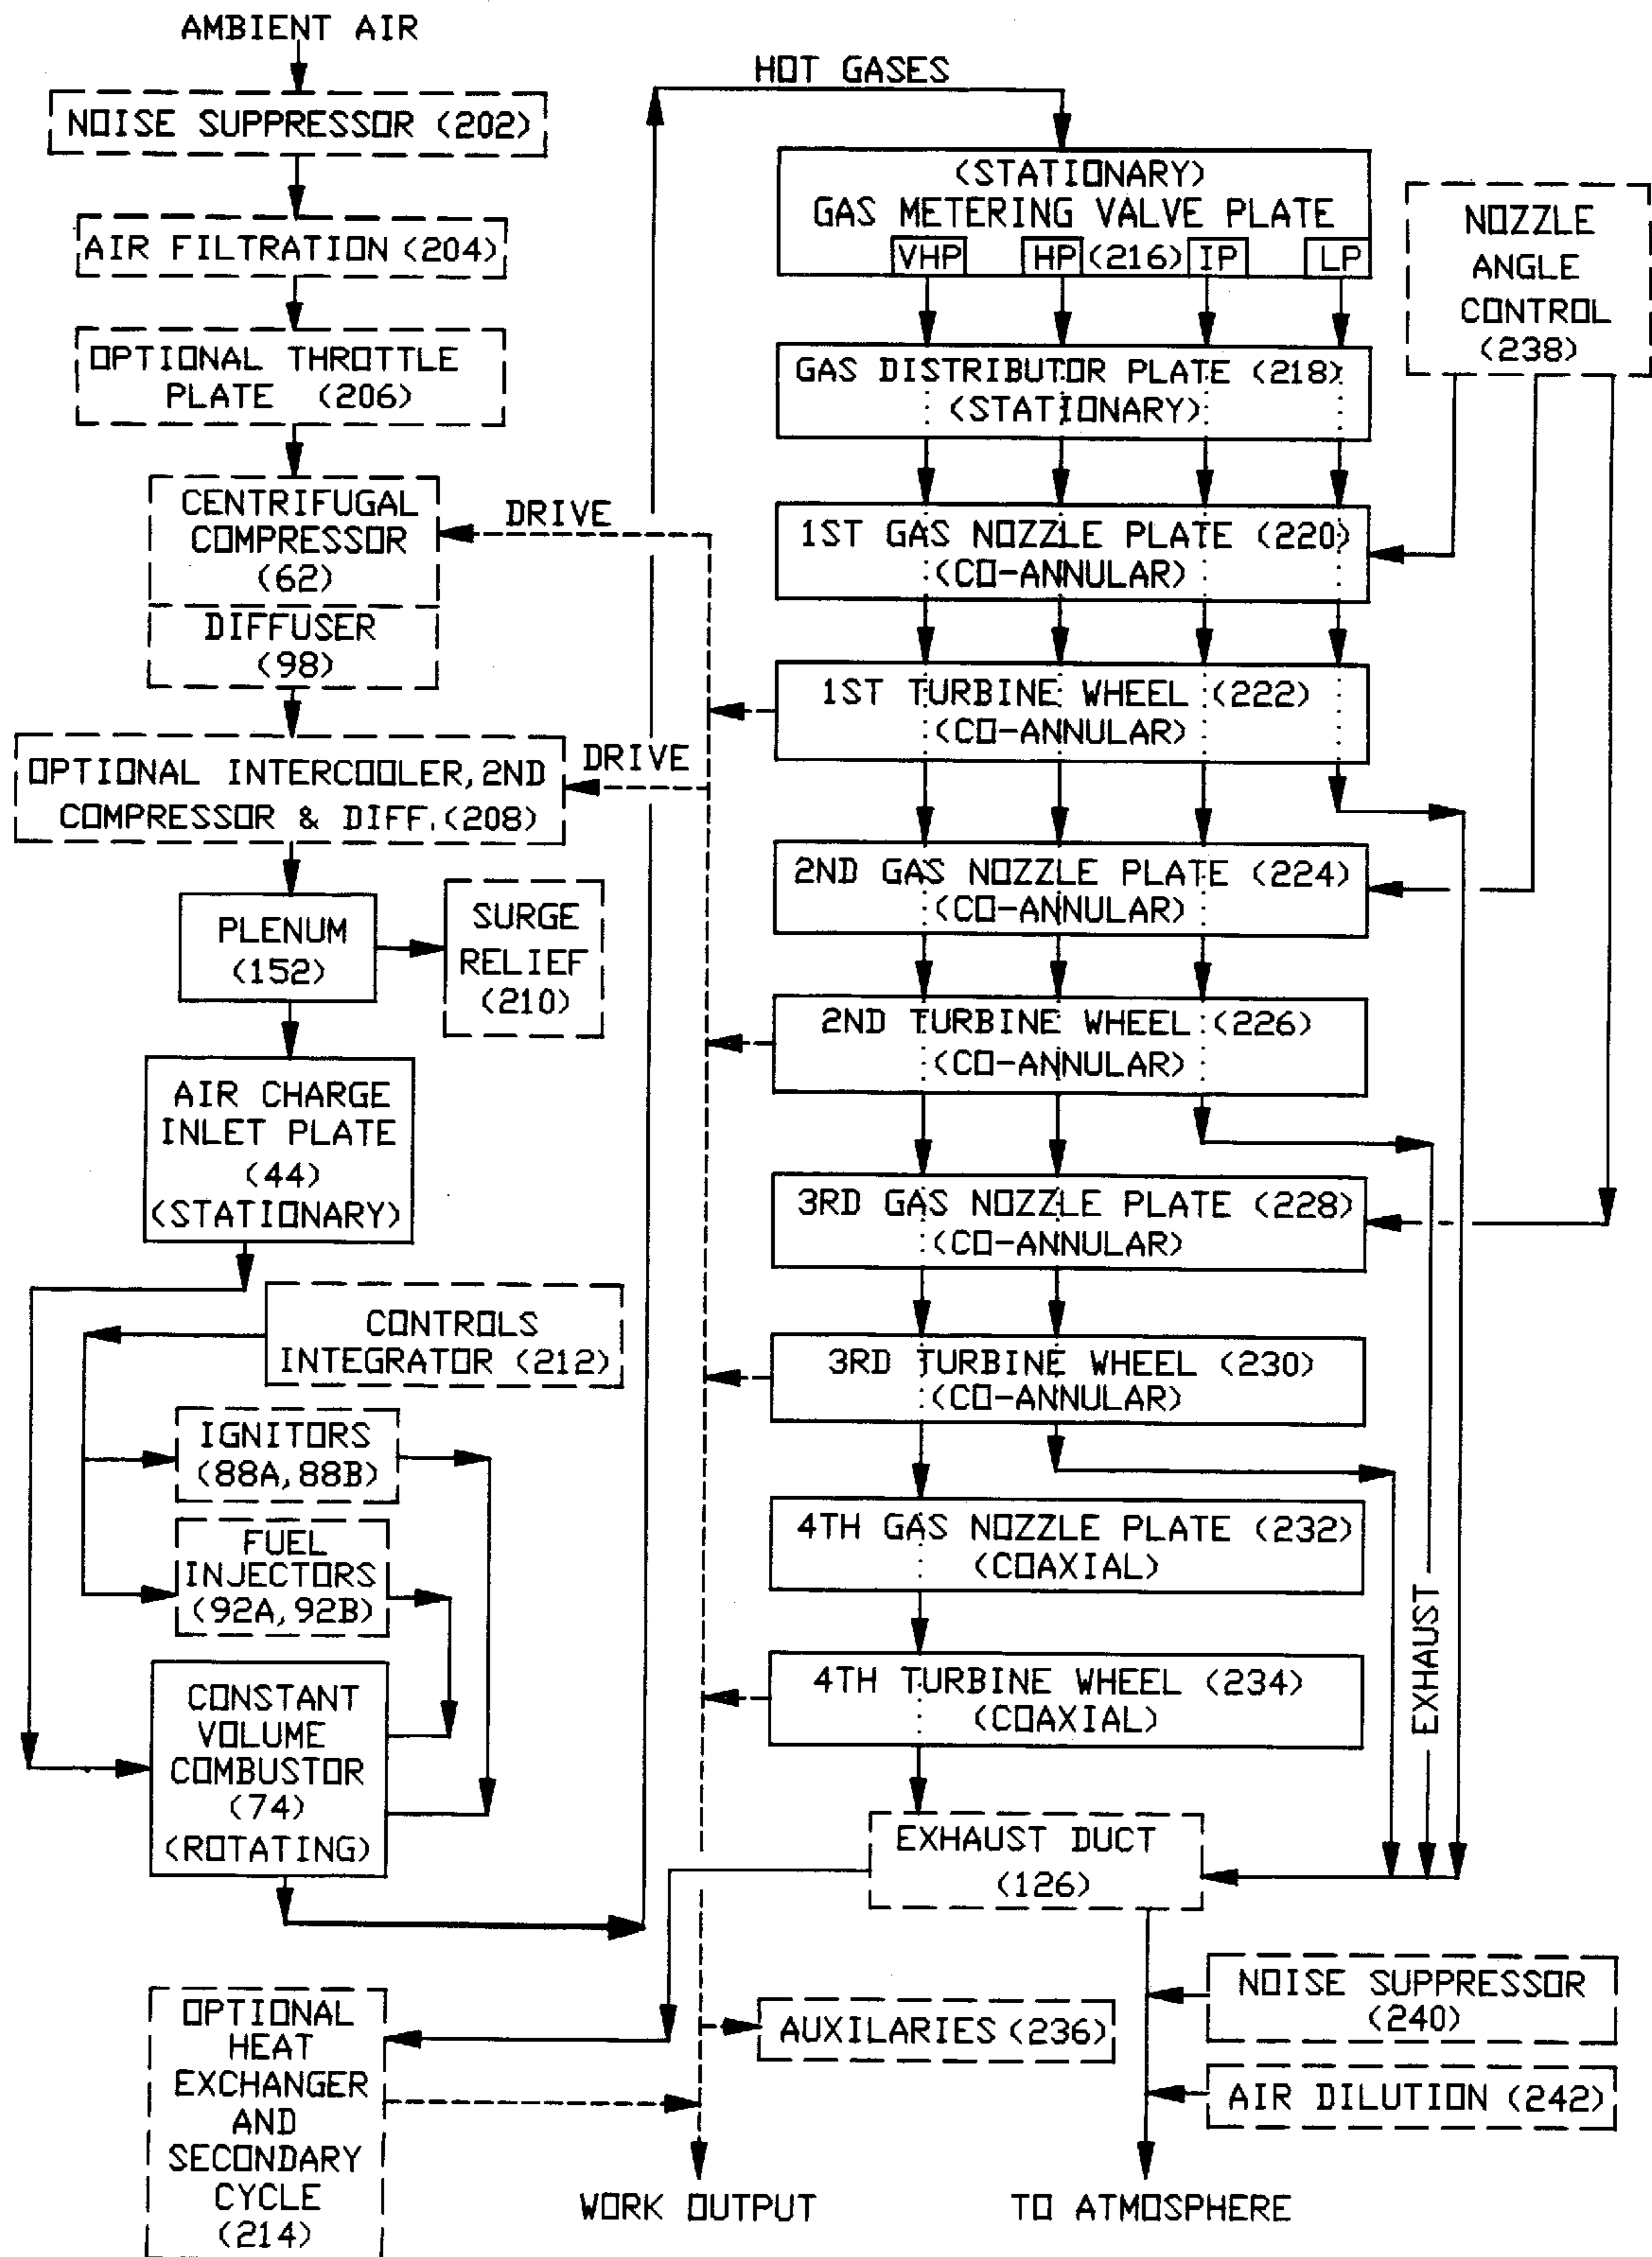 AMBIENT AIR
NOISE SUPPRESSOR (202)
AIR FILTRATION (204)
OPTIONAL THROTTLE
PLATE (206)
CENTRIFUGAL
COMPRESSOR
(62)
DIFFUSER
(98)
DRIVE
OPTIONAL INTERCOOLER, 2ND
COMPRESSOR & DIFF. (208)
DRIVE
PLENUM
(152)
SURGE
RELIEF
(210)
AIR CHARGE
INLET PLATE
(44)
(STATIONARY)
CONTROLS
INTEGRATOR (212)
IGNITORS
(88A, 88B)
FUEL
INJECTORS
(92A, 92B)
CONSTANT
VOLUME
COMBUSTOR
(74)
(ROTATING)
OPTIONAL
HEAT
EXCHANGER
AND
SECONDARY
CYCLE
(214)
HOT GASES
(STATIONARY)
GAS METERING VALVE PLATE
VHP HP (216) IP LP
NOZZLE
ANGLE
CONTROL
(238)
GAS DISTRIBUTOR PLATE (218)
(STATIONARY)
1ST GAS NOZZLE PLATE (220)
(CO-ANNULAR)
1ST TURBINE WHEEL (222)
(CO-ANNULAR)
2ND GAS NOZZLE PLATE (224)
(CO-ANNULAR)
2ND TURBINE WHEEL (226)
(CO-ANNULAR)
3RD GAS NOZZLE PLATE (228)
(CO-ANNULAR)
3RD TURBINE WHEEL (230)
(CO-ANNULAR)
4TH GAS NOZZLE PLATE (232)
(COAXIAL)
4TH TURBINE WHEEL (234)
(COAXIAL)
EXHAUST
EXHAUST DUCT
(126)
NOISE SUPPRESSOR
(240)
AUXILARIES (236)
AIR DILUTION (242)
WORK OUTPUT
TO ATMOSPHERE